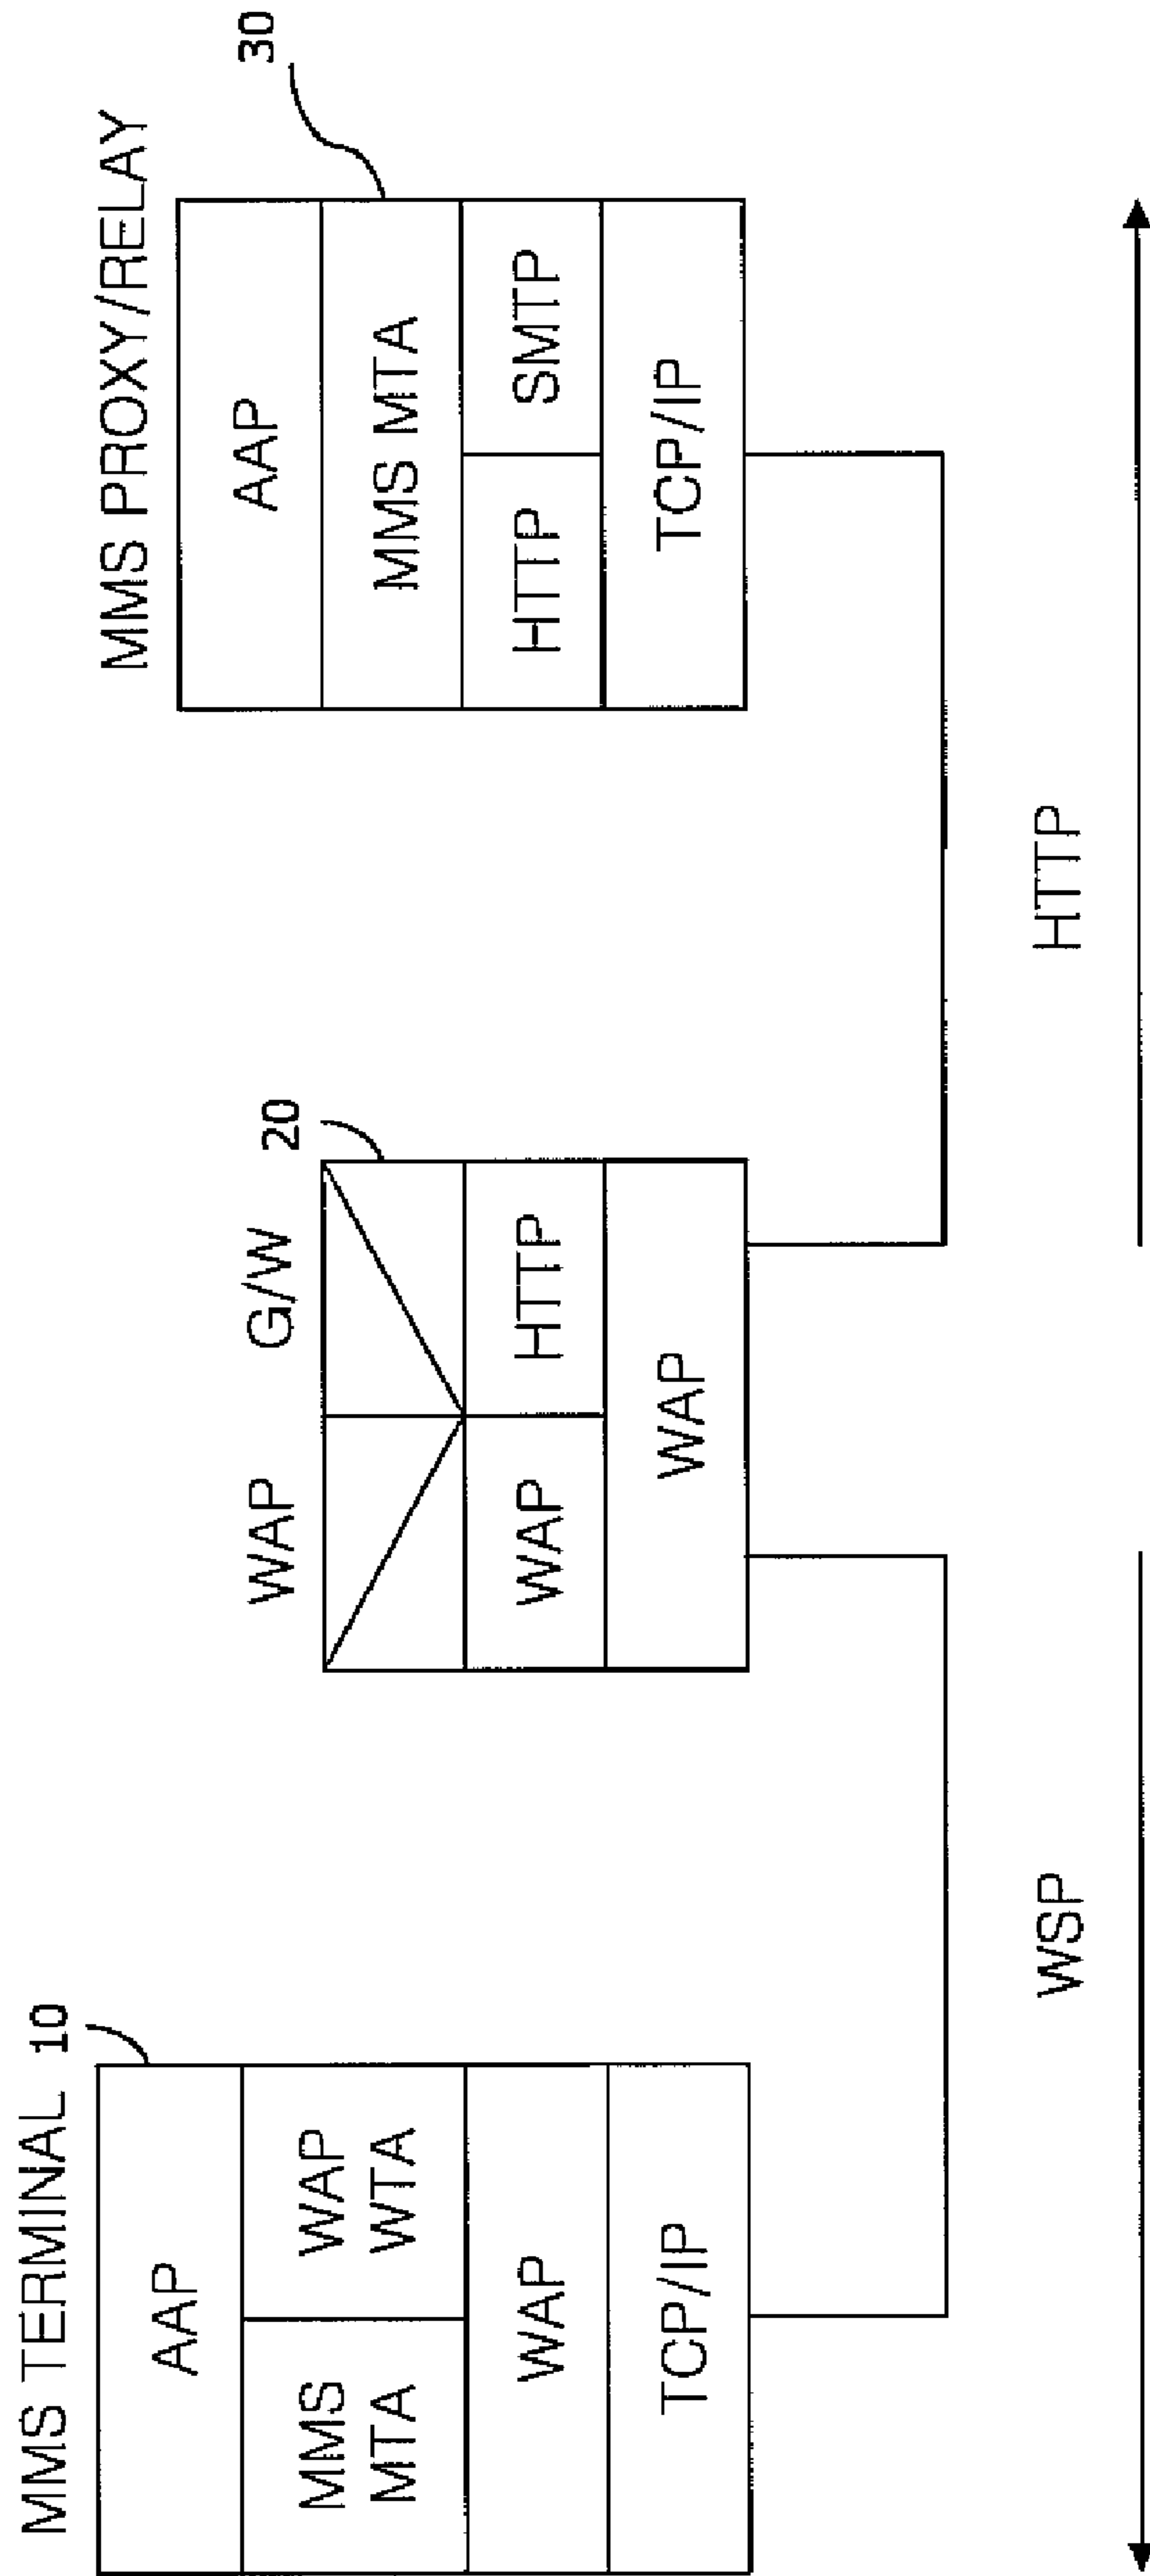 MMS TERMINAL 10
AAP
MMS
MTA
WAP
WTA
WAP
TCP/IP
WAP G/W 20
WAP
HTTP
WAP
MMS PROXY/RELAY
30
AAP
MMS MTA
HTTP
SMTP
TCP/IP
WSP
HTTP